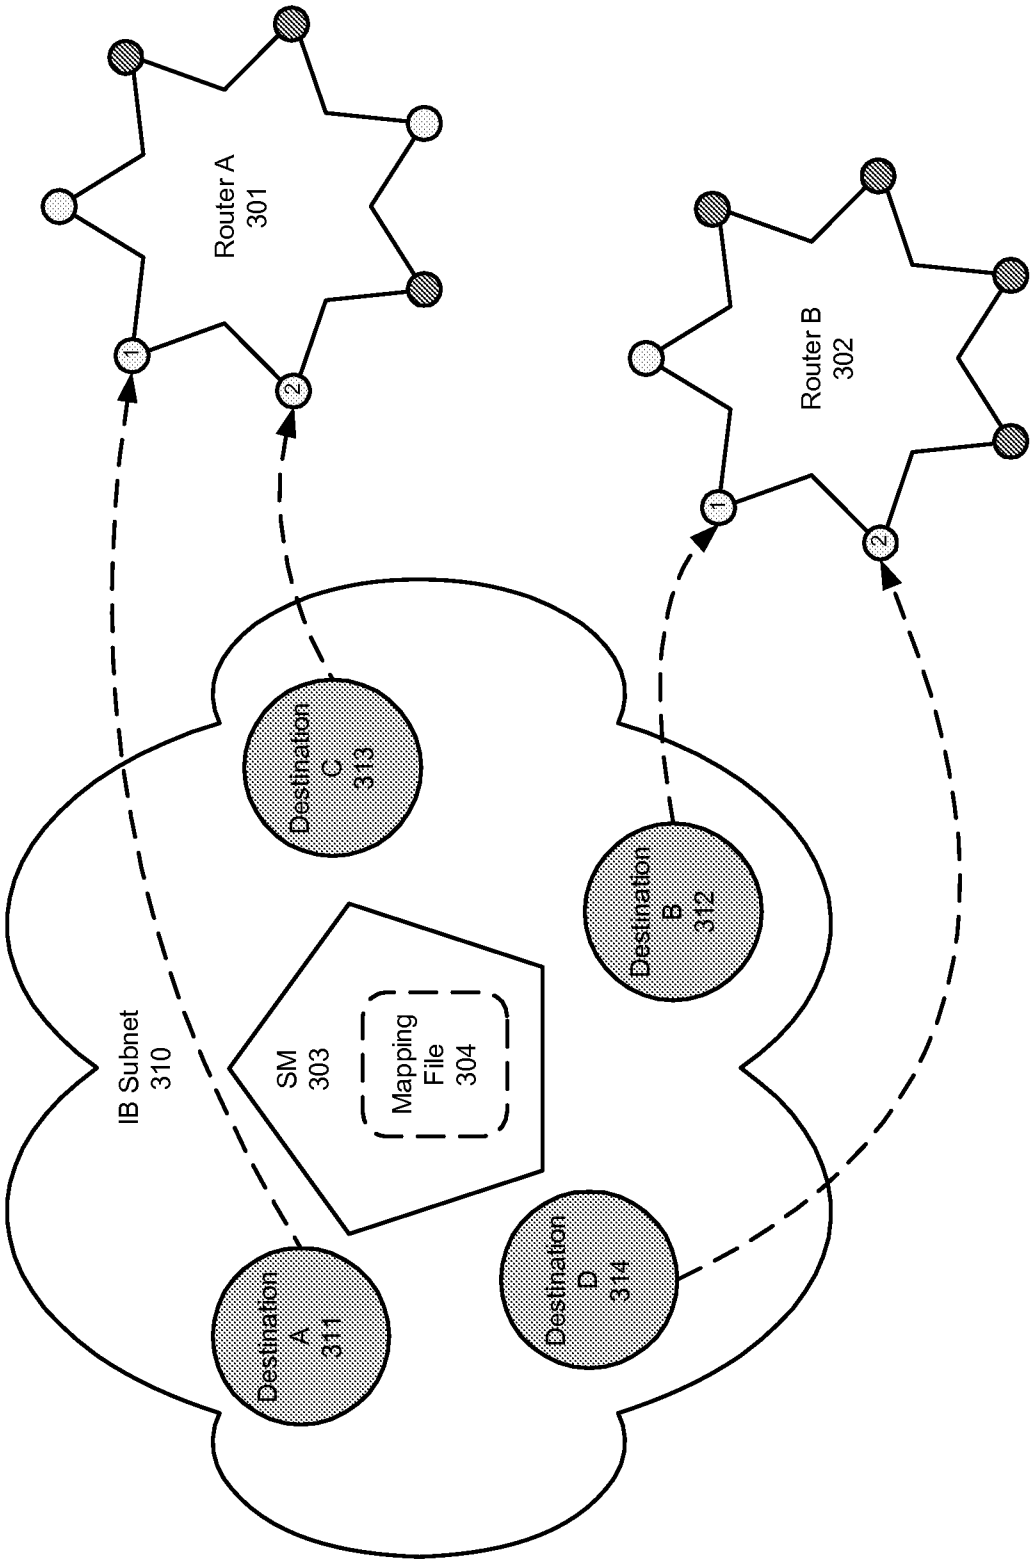 IB Subnet
310
Destination
A
311
SM
303
Mapping
File
304
Destination
C
313
Destination
D
314
Destination
B
312
1
2
Router A
301
1
2
Router B
302